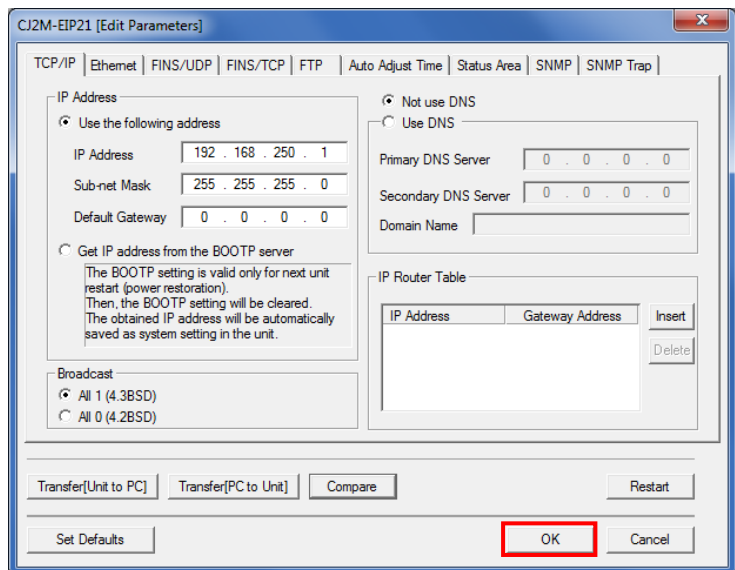 CJ2M-EIP21 [Edit Parameters]
TCP/IP Ethernet FINS/UDP FINS/TCP FTP Auto Adjust Time Status Area SNMP SNMP Trap
IP Address
Use the following address
IP Address 192 . 168 . 250 . 1
Sub-net Mask 255 . 255 . 255 . 0
Default Gateway 0 . 0 . 0 . 0
Get IP address from the BOOTP server
The BOOTP setting is valid only for next unit
restart (power restoration).
Then, the BOOTP setting will be cleared.
The obtained IP address will be automatically
saved as system setting in the unit.
Broadcast
All 1 (4.3BSD)
All 0 (4.2BSD)
Not use DNS
Use DNS
Primary DNS Server 0 . 0 . 0 . 0
Secondary DNS Server 0 . 0 . 0 . 0
Domain Name
IP Router Table
IP Address Gateway Address
Insert
Delete
Transfer[Unit to PC] Transfer[PC to Unit] Compare Restart
Set Defaults OK Cancel